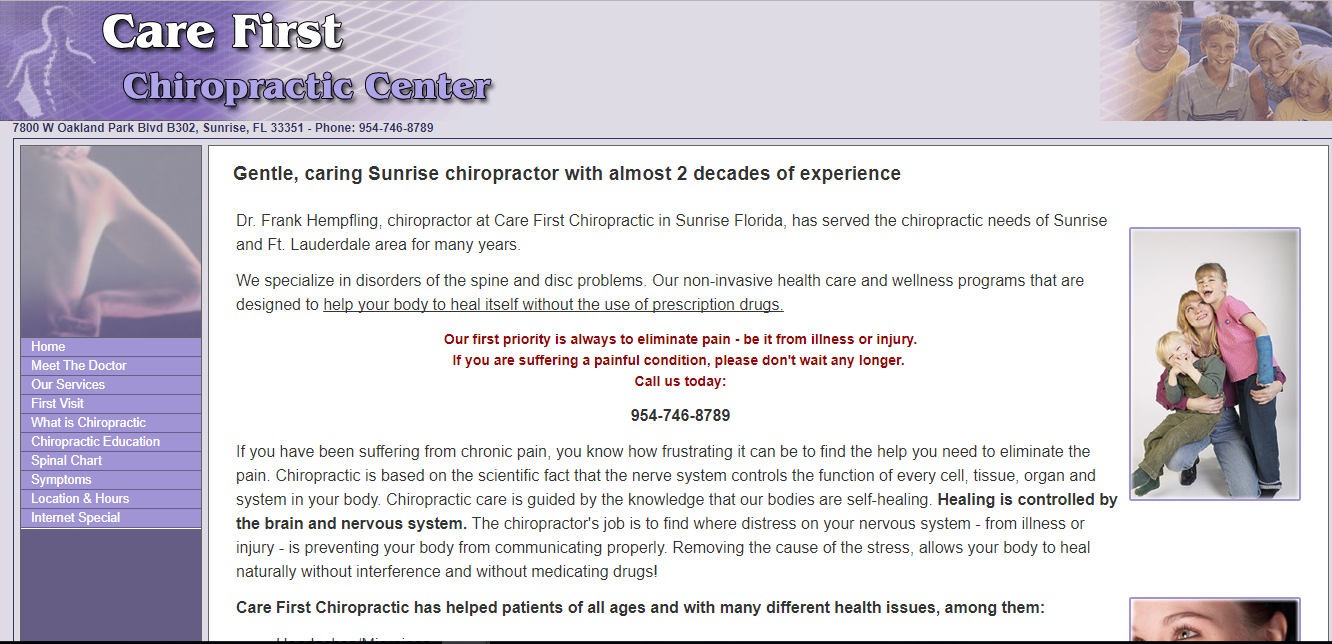 Care First
Chiropractic Center
7800 W Oakland Park Blvd B302, Sunrise, FL 33351 - Phone: 954-746-8789
Home
Meet The Doctor
Our Services
First Visit
What is Chiropractic
Chiropractic Education
Spinal Chart
Symptoms
Location & Hours
Internet Special
Gentle, caring Sunrise chiropractor with almost 2 decades of experience
Dr. Frank Hempfling, chiropractor at Care First Chiropractic in Sunrise Florida, has served the chiropractic needs of Sunrise
and Ft. Lauderdale area for many years.
We specialize in disorders of the spine and disc problems. Our non-invasive health care and wellness programs that are
designed to help your body to heal itself without the use of prescription drugs.
Our first priority is always to eliminate pain - be it from illness or injury.
If you are suffering a painful condition, please don't wait any longer.
Call us today:
954-746-8789
If you have been suffering from chronic pain, you know how frustrating it can be to find the help you need to eliminate the
pain. Chiropractic is based on the scientific fact that the nerve system controls the function of every cell, tissue, organ and
system in your body. Chiropractic care is guided by the knowledge that our bodies are self-healing. Healing is controlled by
the brain and nervous system. The chiropractor's job is to find where distress on your nervous system - from illness or
injury - is preventing your body from communicating properly. Removing the cause of the stress, allows your body to heal
naturally without interference and without medicating drugs!
Care First Chiropractic has helped patients of all ages and with many different health issues, among them: